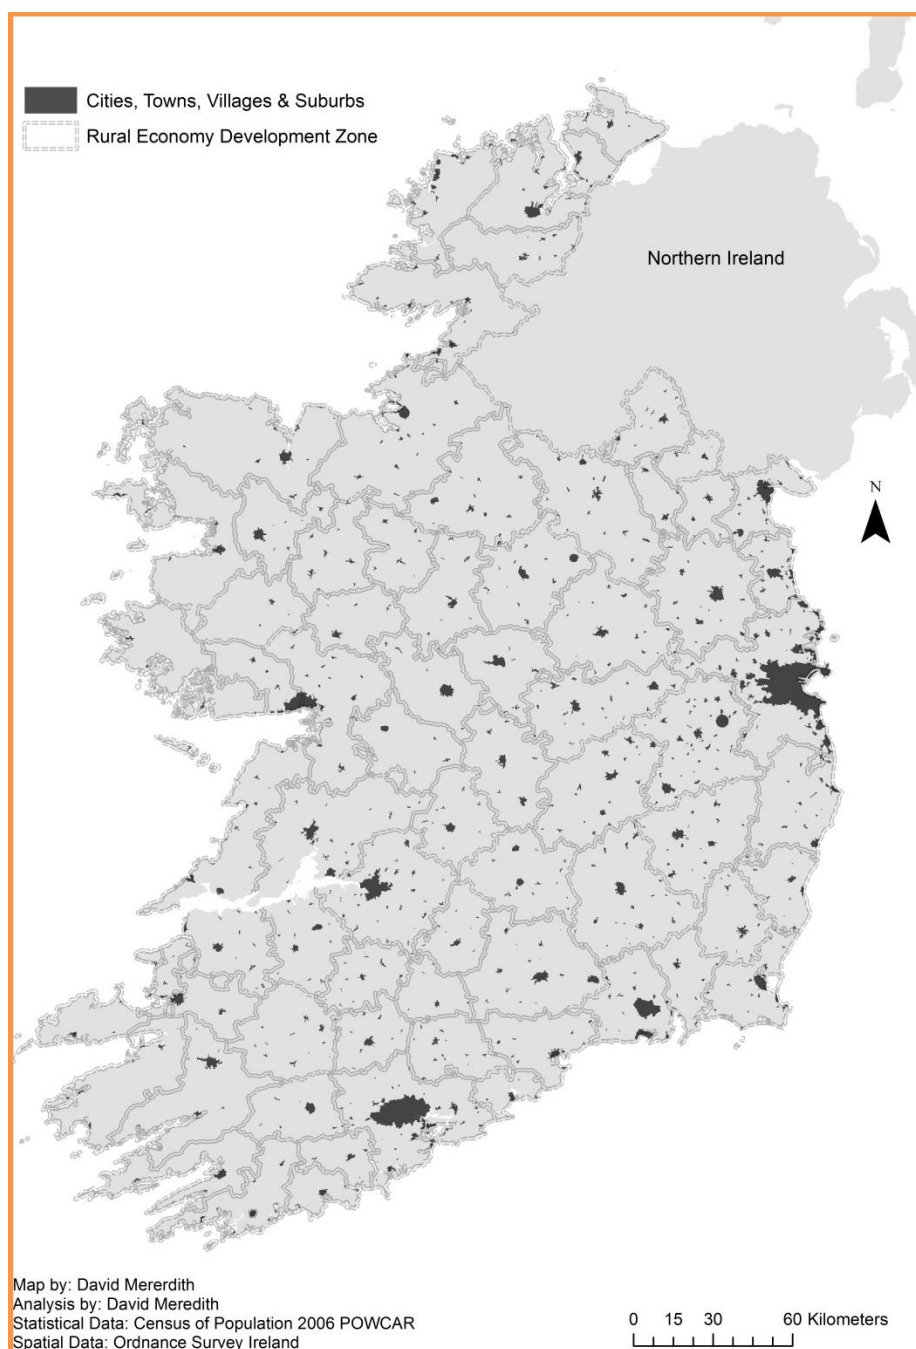 Cities, Towns, Villages & Suburbs
Rural Economy Development Zone
Northern Ireland
N
Map by: David Mererdith
Analysis by: David Meredith
Statistical Data: Census of Population 2006 POWCAR
Spatial Data: Ordnance Survey Ireland
0 15 30 60 Kilometers